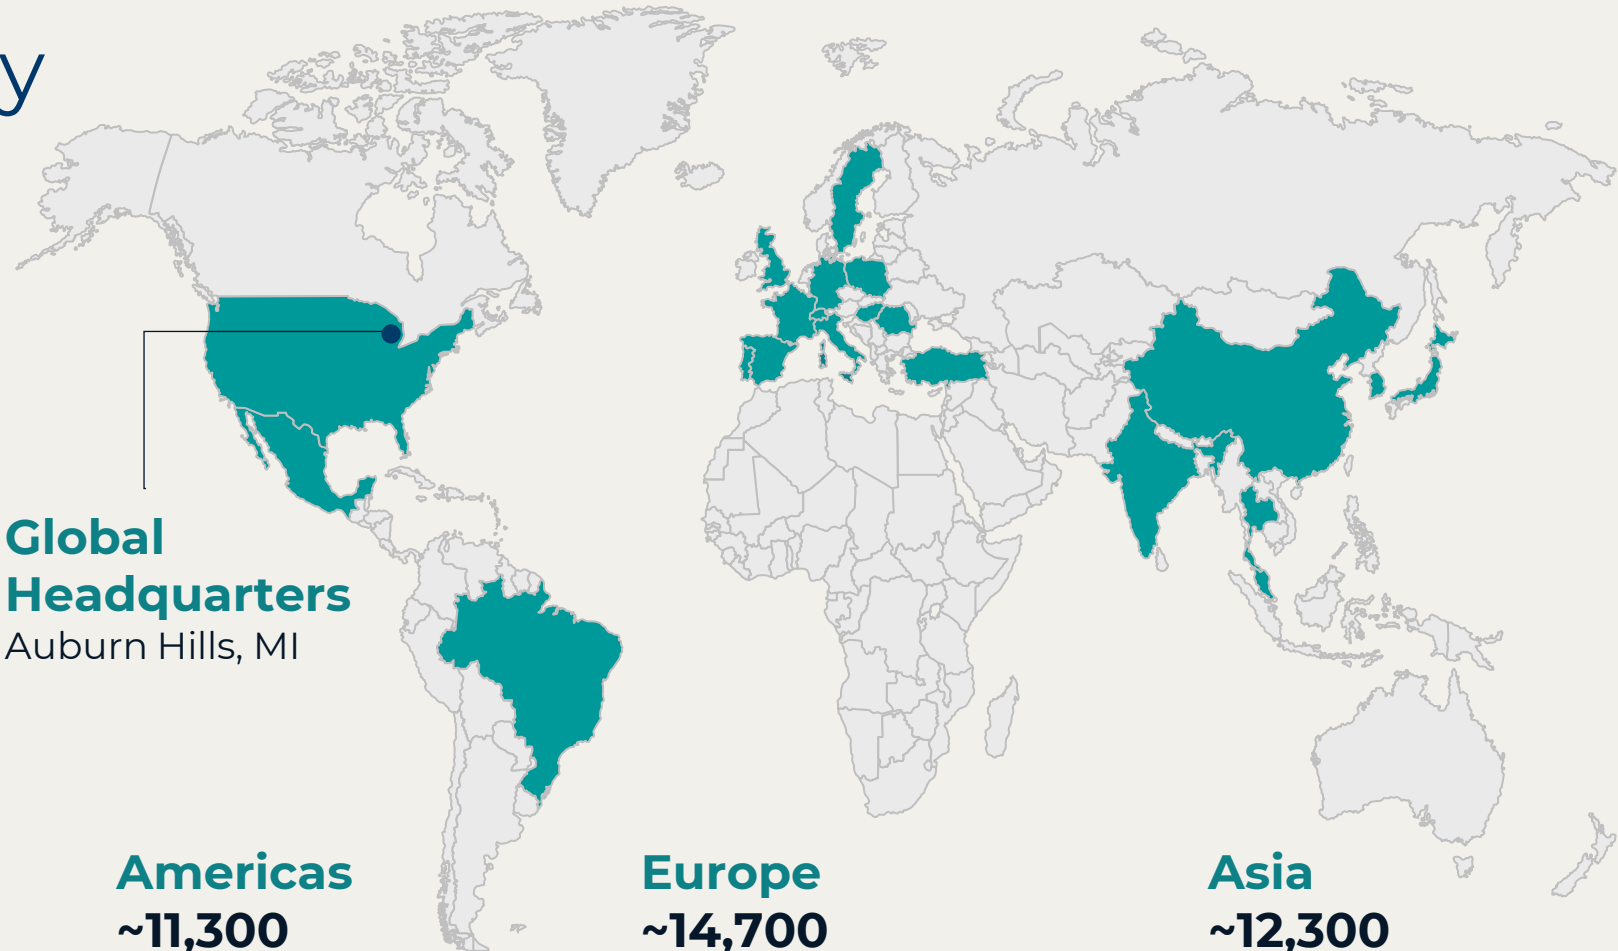 y
Global
Headquarters
Auburn Hills, MI
Americas
~11,300
Europe
~14,700
Asia
~12,300